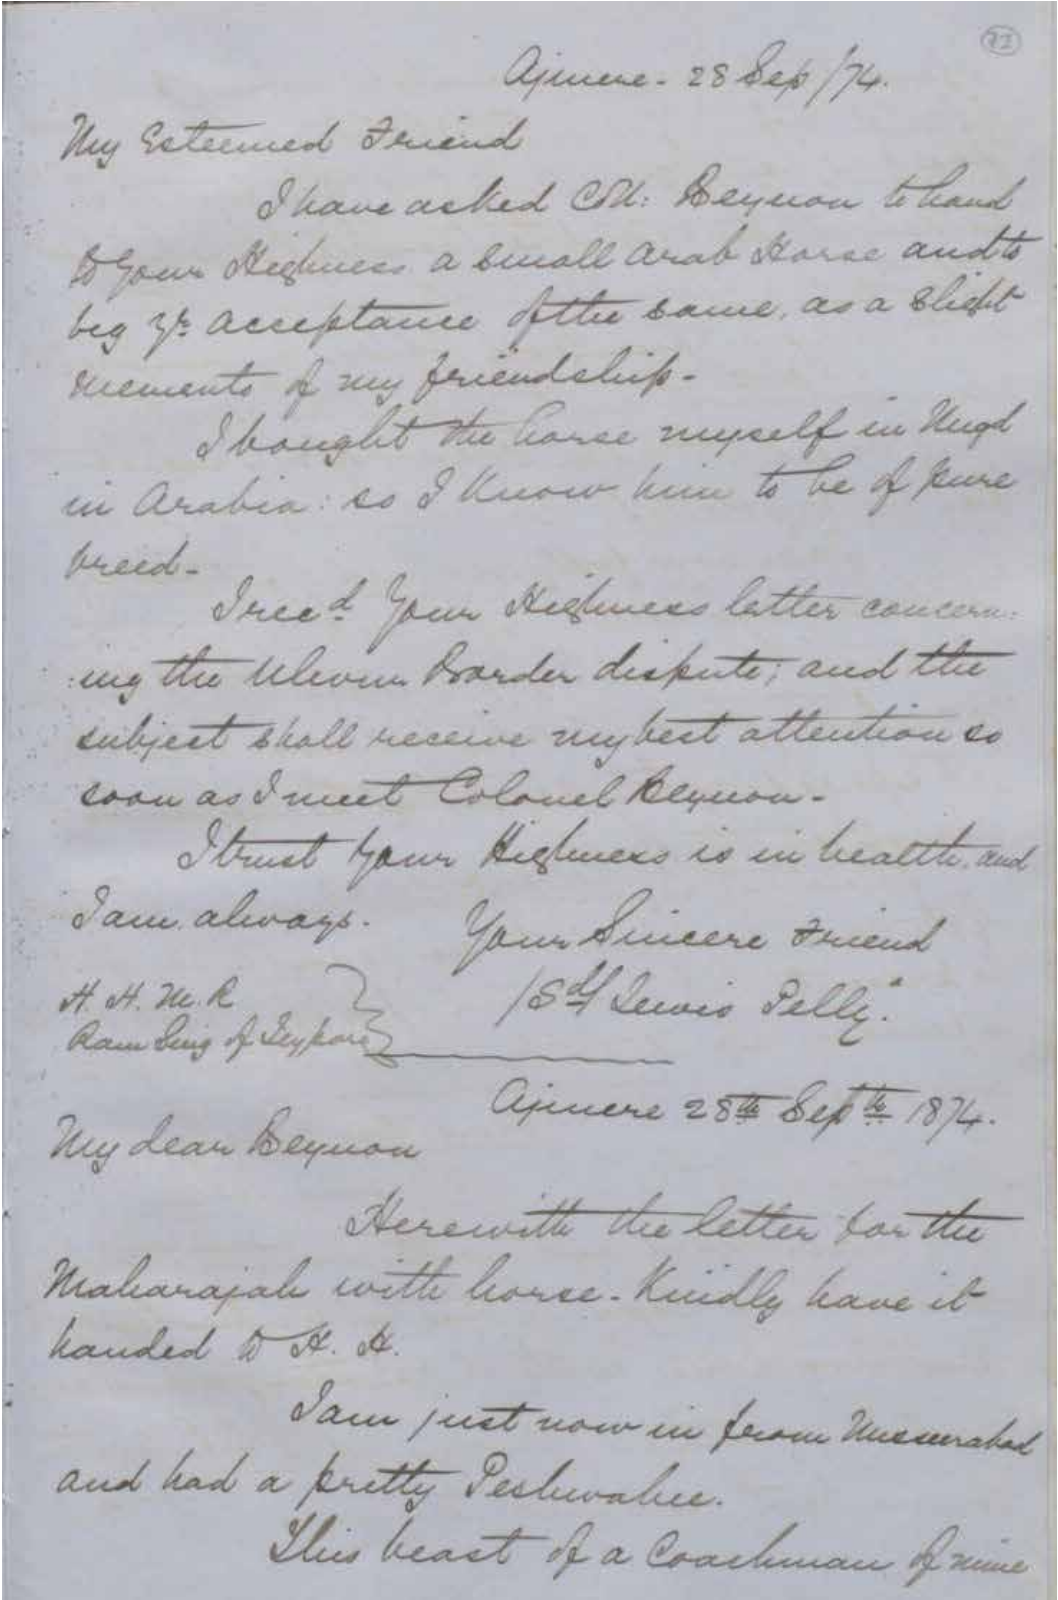 72
Ajmere - 28 Sep/74.
My Esteemed Friend
I have asked Col: Beynon to hand
to Your Highness a small Arab Horse and to
beg yr. acceptance of the same, as a slight
memento of my friendship -
I bought the horse myself in Nugd
in Arabia: so I know him to be of pure
breed -
I recd. Your Highness letter concern:
:ing the Ulwur Border dispute; and the
subject shall receive my best attention so
soon as I meet Colonel Beynon -
I trust Your Highness is in health, and
I am always.
Your Sincere Friend
/Sd/ Lewis Pelly."
H. H. M. R
Ram Sing of Jeypore
Ajmere 28th Septr. 1874.
My dear Beynon
Herewith the letter for the
Maharajah with horse - Kindly have it
handed to H. H.
I am just now in from Nusseerabad
and had a pretty Peshwahee.
This beast of a Coachman of mine